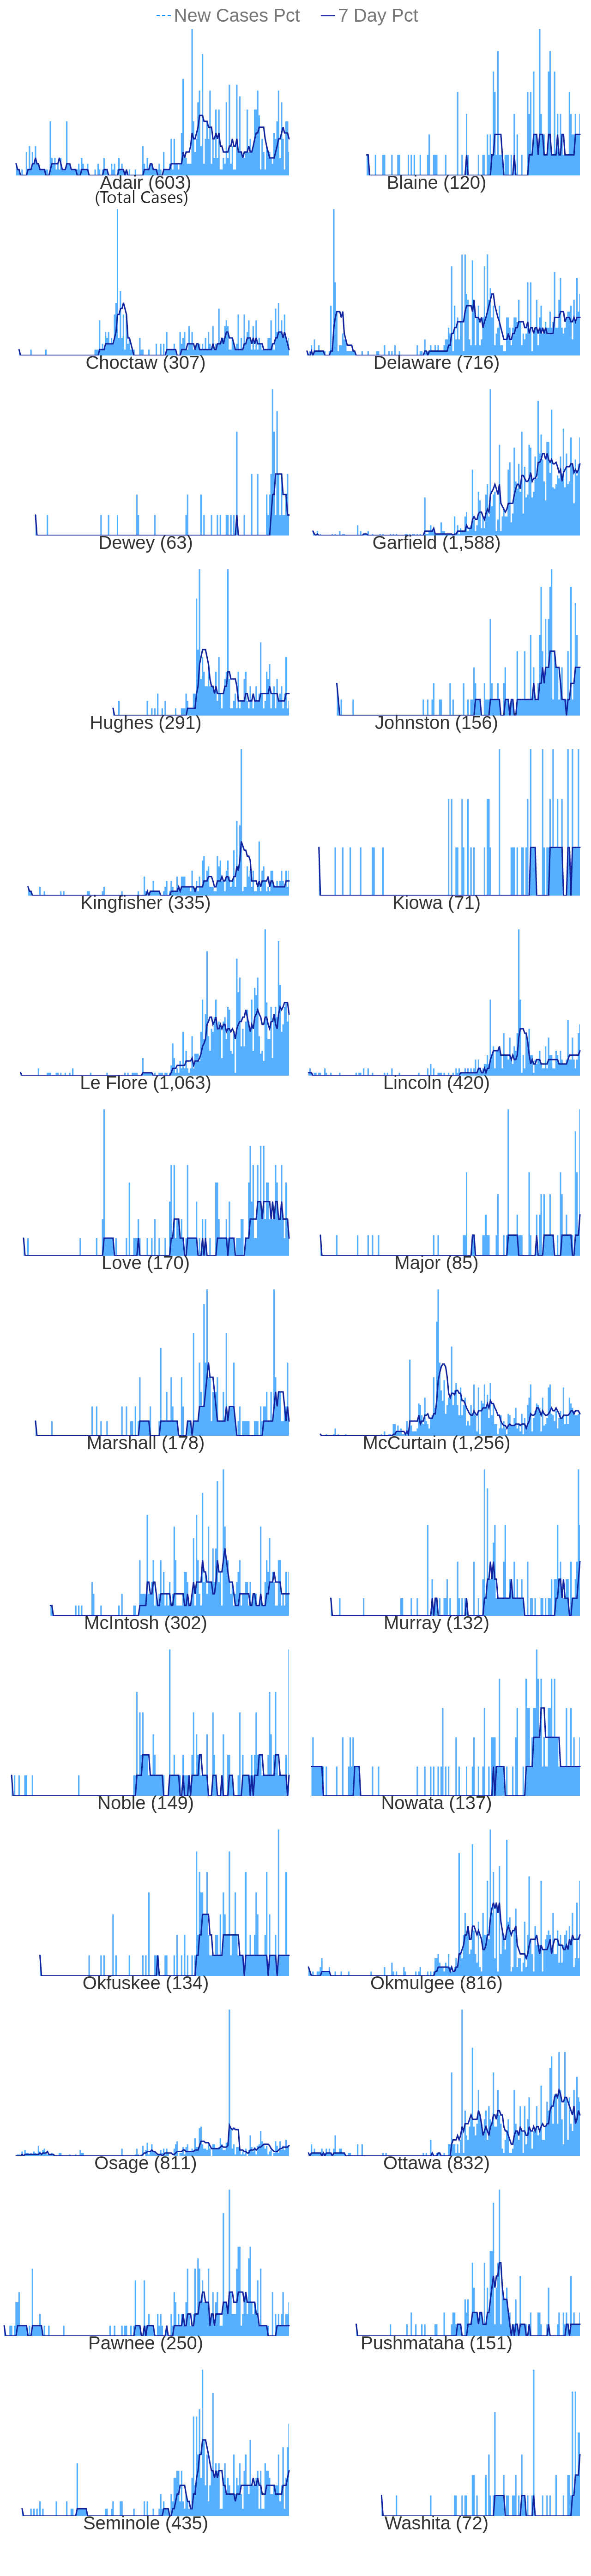 New Cases Pct 7 Day Pct
Adair (603) Blaine (120)
(Total Cases)
Choctaw (307) Delaware (716)
Dewey (63) Garfield (1,588)
Hughes (291) Johnston (156)
Kingfisher (335) Kiowa (71)
Le Flore (1,063) Lincoln (420)
Love (170) Major (85)
Marshall (178) McCurtain (1,256)
McIntosh (302) Murray (132)
Noble (149) Nowata (137)
Okfuskee (134) Okmulgee (816)
Osage (811) Ottawa (832)
Pawnee (250) Pushmataha (151)
Seminole (435) Washita (72)